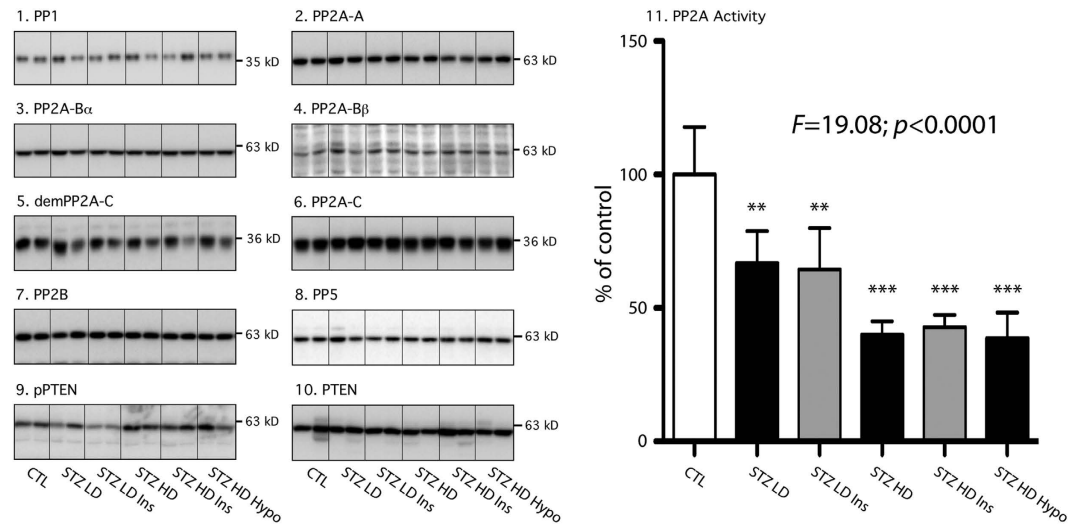 1. PP1
2. PP2A-A
35 kD
63 kD
3. PP2A-Bα
4. PP2A-Bβ
63 kD
63 kD
5. demPP2A-C
6. PP2A-C
36 kD
36 kD
7. PP2B
8. PP5
63 kD
63 kD
9. pPTEN
10. PTEN
63 kD
63 kD
CTL
STZ LD
STZ LD Ins
STZ HD
STZ HD Ins
STZ HD Hypo
CTL
STZ LD
STZ LD Ins
STZ HD
STZ HD Ins
STZ HD Hypo
11. PP2A Activity
150
100
50
0
% of control
F=19.08; p<0.0001
**
**
***
***
***
CTL
STZ LD
STZ LD Ins
STZ HD
STZ HD Ins
STZ HD Hypo